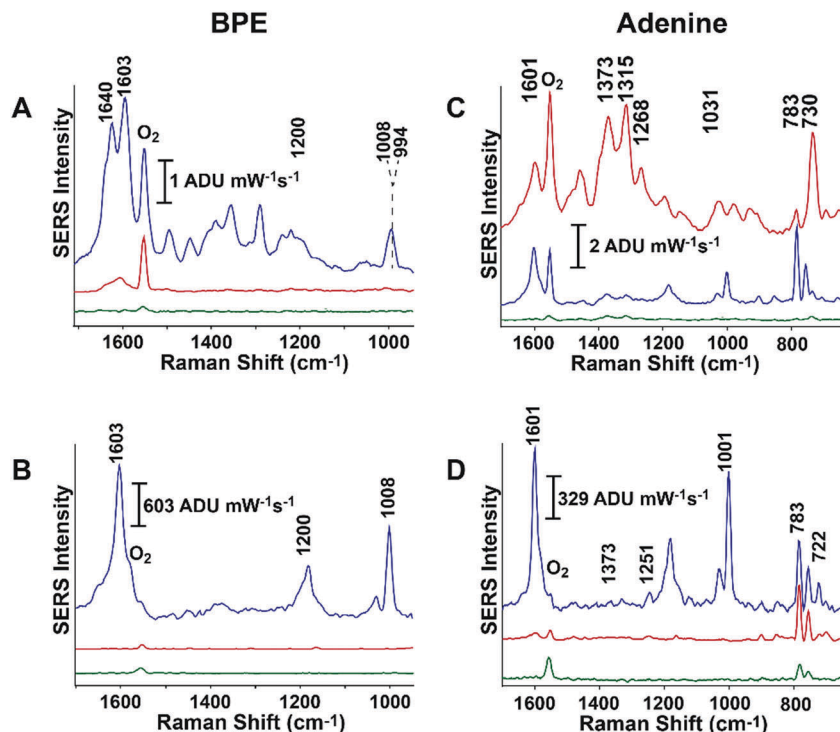 BPE
Adenine
A
SERS Intensity
1640
1603
O2
1 ADU mW-1s-1
1200
1008
994
1600
1400
1200
1000
Raman Shift (cm-1)
C
SERS Intensity
1601
O2
1373
1315
1268
1031
783
730
2 ADU mW-1s-1
1600
1400
1200
1000
800
Raman Shift (cm-1)
B
SERS Intensity
1603
O2
603 ADU mW-1s-1
1200
1008
1600
1400
1200
1000
Raman Shift (cm-1)
D
SERS Intensity
1601
O2
329 ADU mW-1s-1
1373
1251
1001
783
722
1600
1400
1200
1000
800
Raman Shift (cm-1)